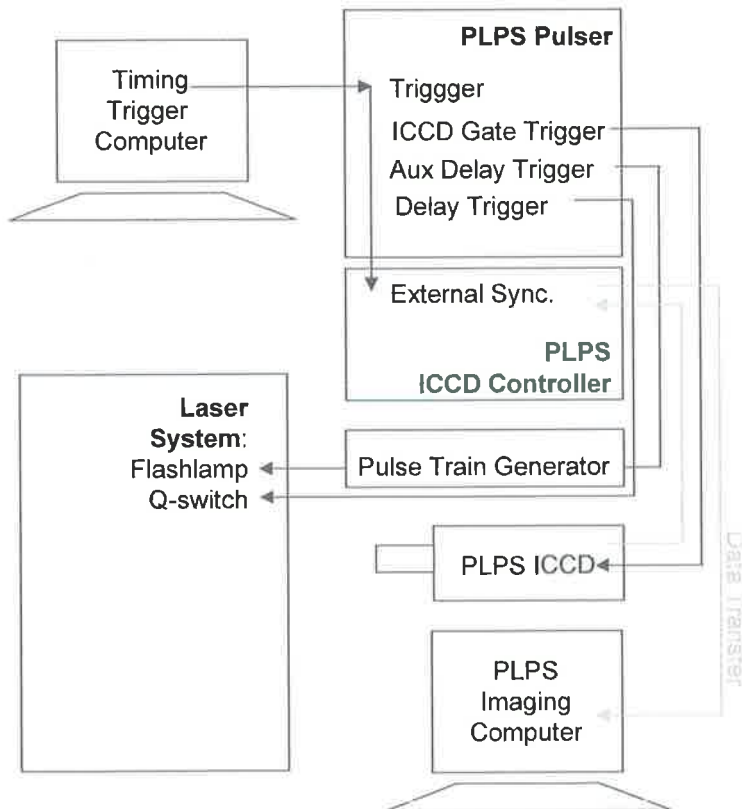 PLPS Pulser
Timing
Trigger
Computer
Triggger
ICCD Gate Trigger
Aux Delay Trigger
Delay Trigger
External Sync.
PLPS
ICCD Controller
Laser
System:
Flashlamp
Q-switch
Pulse Train Generator
PLPS ICCD
Data Transfer
PLPS
Imaging
Computer